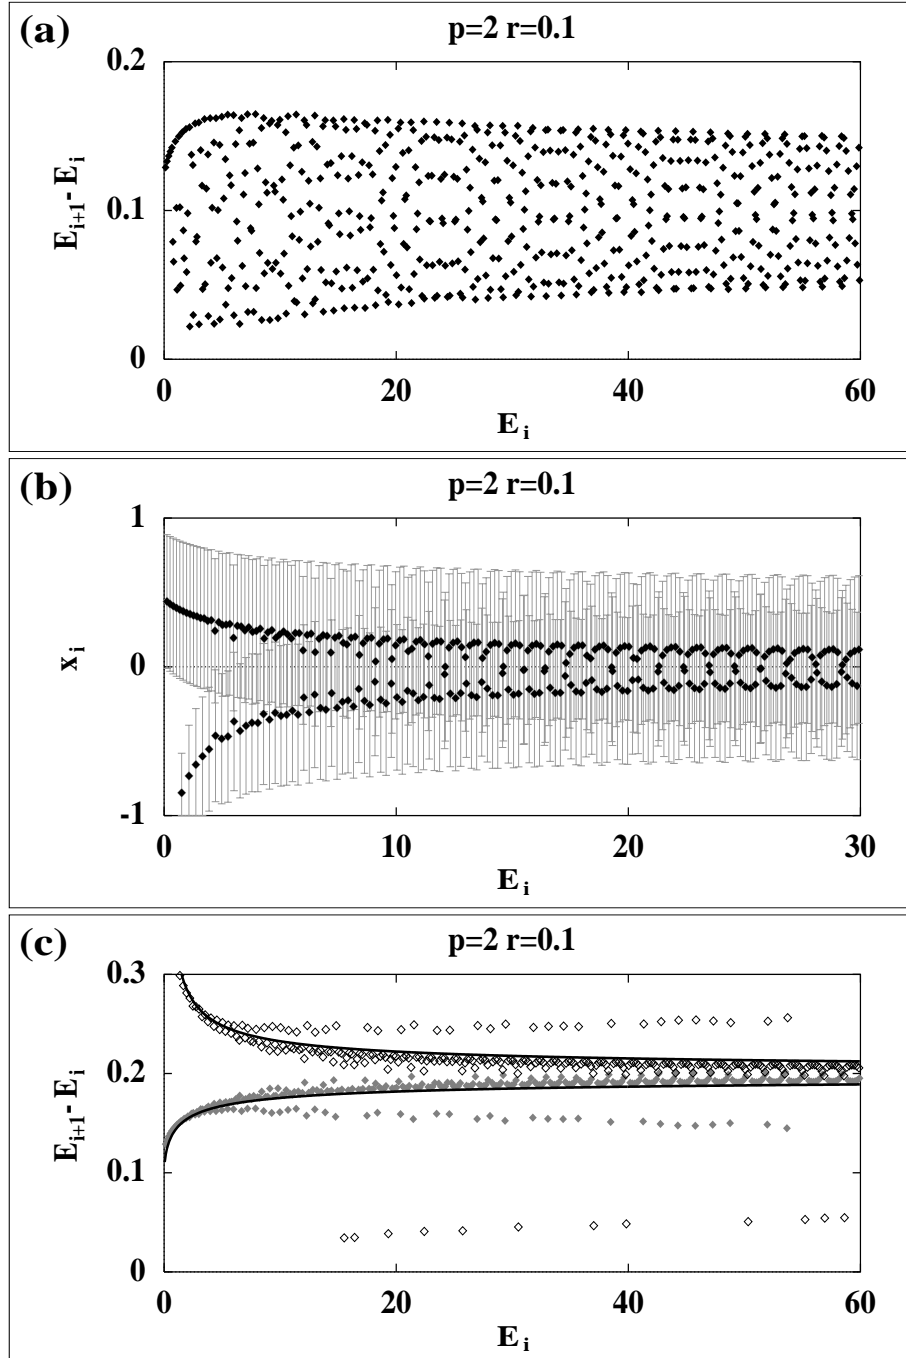 (a)
p=2 r=0.1
0.2
0.1
0
E_{i+1}- E_i
0 20 40 60
E_i
(b)
p=2 r=0.1
1
0
-1
x_i
0 10 20 30
E_i
(c)
p=2 r=0.1
0.3
0.2
0.1
0
E_{i+1}- E_i
0 20 40 60
E_i